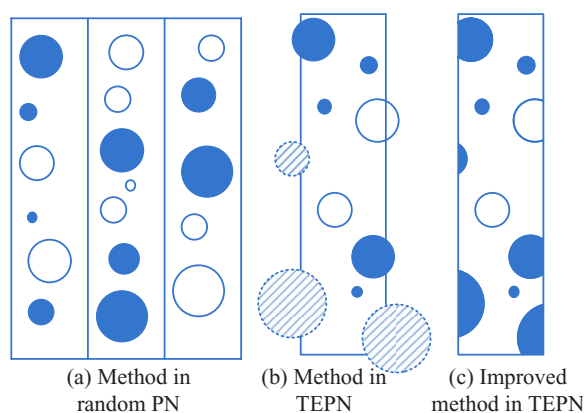 (a) Method in
random PN
(b) Method in
TEPN
(c) Improved
method in TEPN